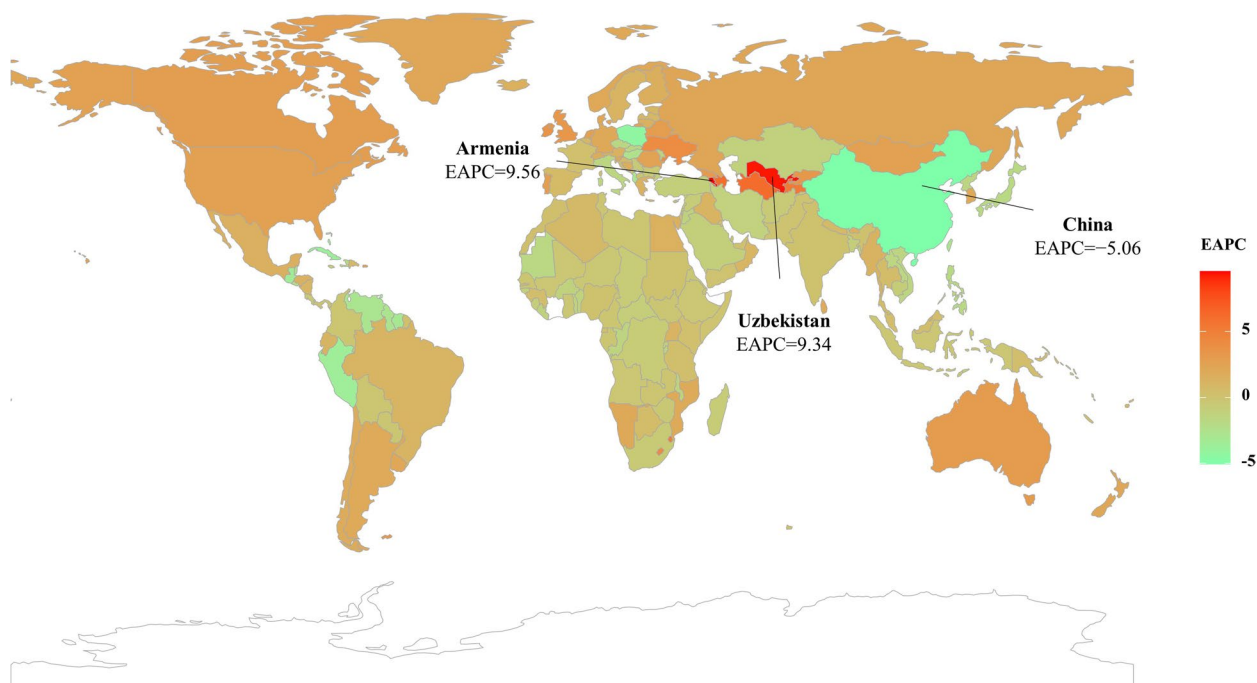 Armenia
EAPC=9.56
China
EAPC=−5.06
Uzbekistan
EAPC=9.34
EAPC
5
0
-5